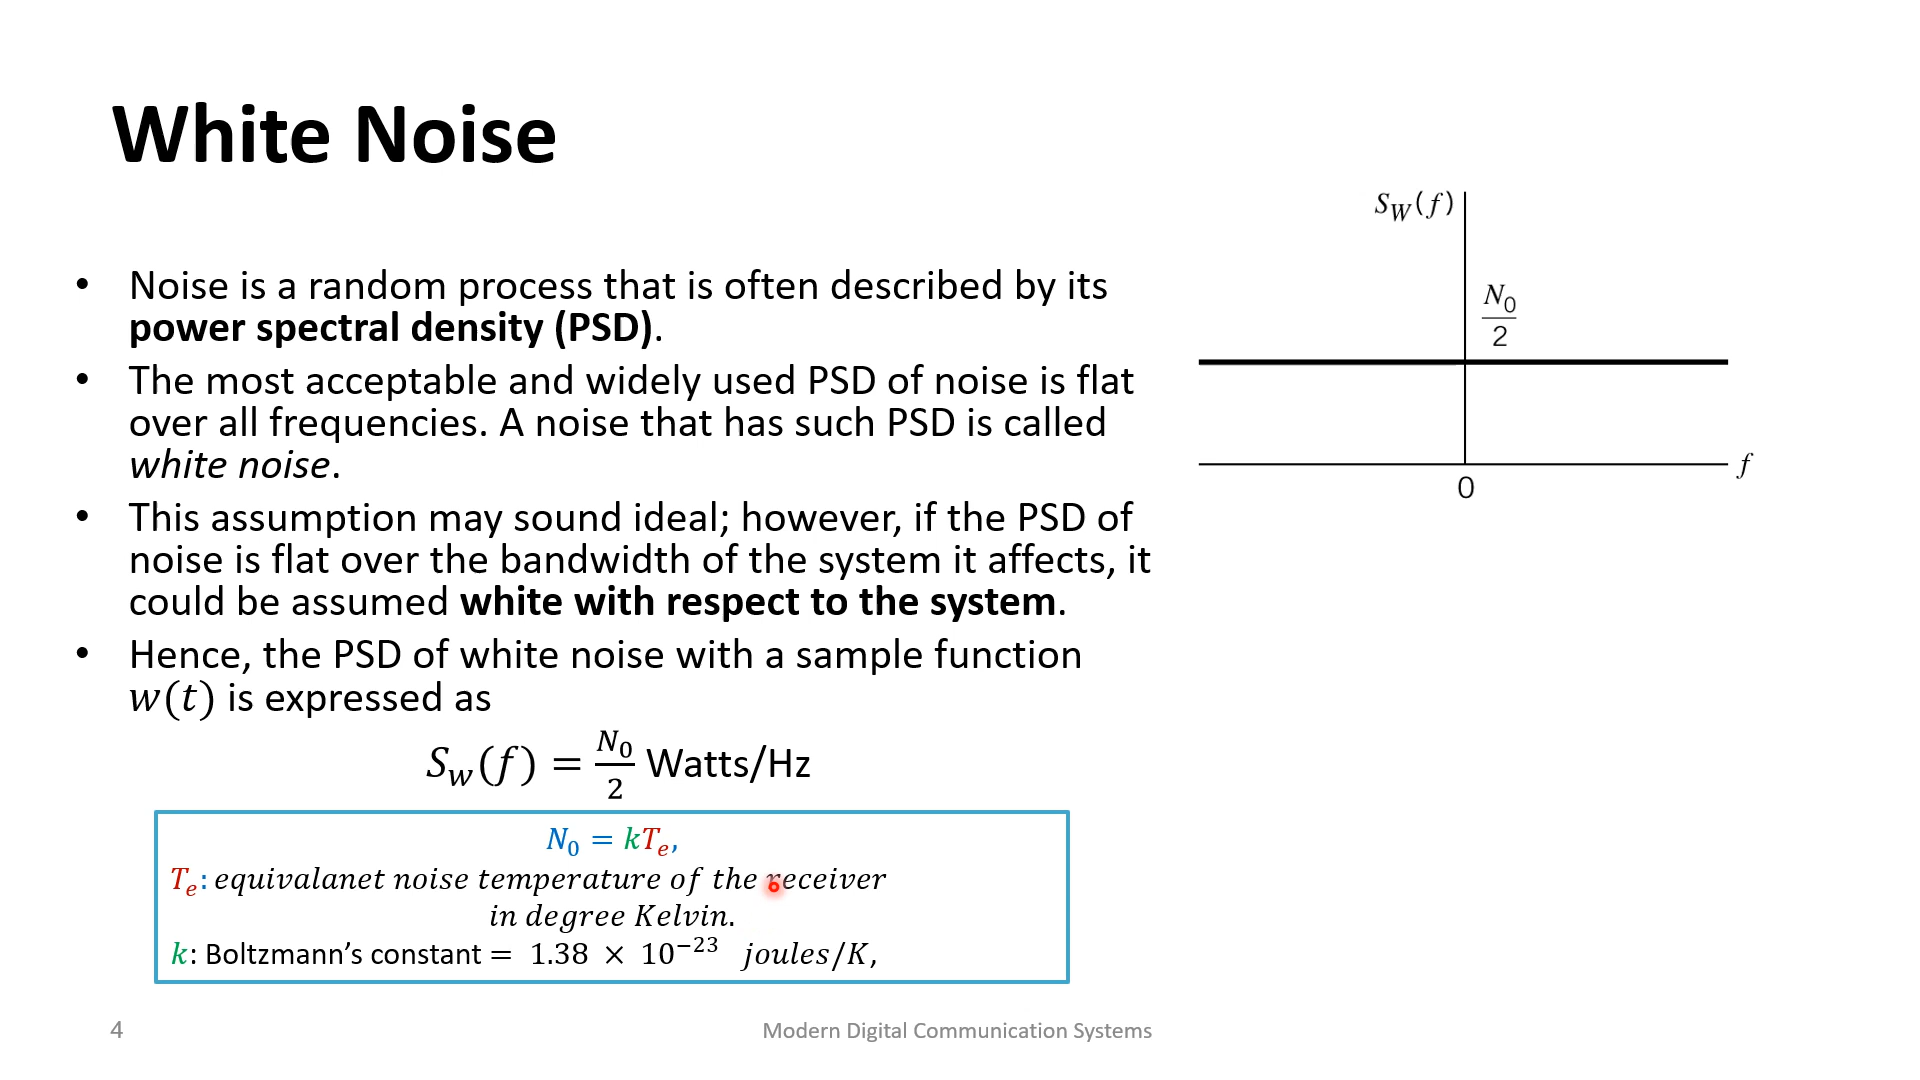 White Noise
• Noise is a random process that is often described by its
power spectral density (PSD).
• The most acceptable and widely used PSD of noise is flat
over all frequencies. A noise that has such PSD is called
white noise.
• This assumption may sound ideal; however, if the PSD of
noise is flat over the bandwidth of the system it affects, it
could be assumed white with respect to the system.
• Hence, the PSD of white noise with a sample function
w(t) is expressed as
S_w(f) = N_0/2 Watts/Hz
N_0 = kT_e,
T_e: equivalanet noise temperature of the receiver
in degree Kelvin.
k: Boltzmann’s constant = 1.38 × 10^−23 joules/K,
S_W(f)
N_0/2
f
0
4
Modern Digital Communication Systems